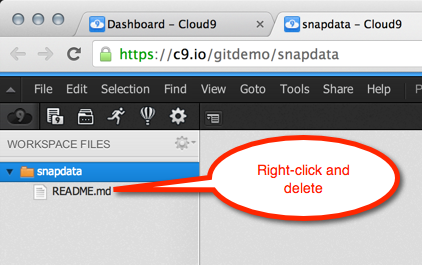 Dashboard – Cloud9
snapdata – Cloud9
https://c9.io/gitdemo/snapdata
File Edit Selection Find View Goto Tools Share Help
WORKSPACE FILES
snapdata
README.md
Right-click and
delete